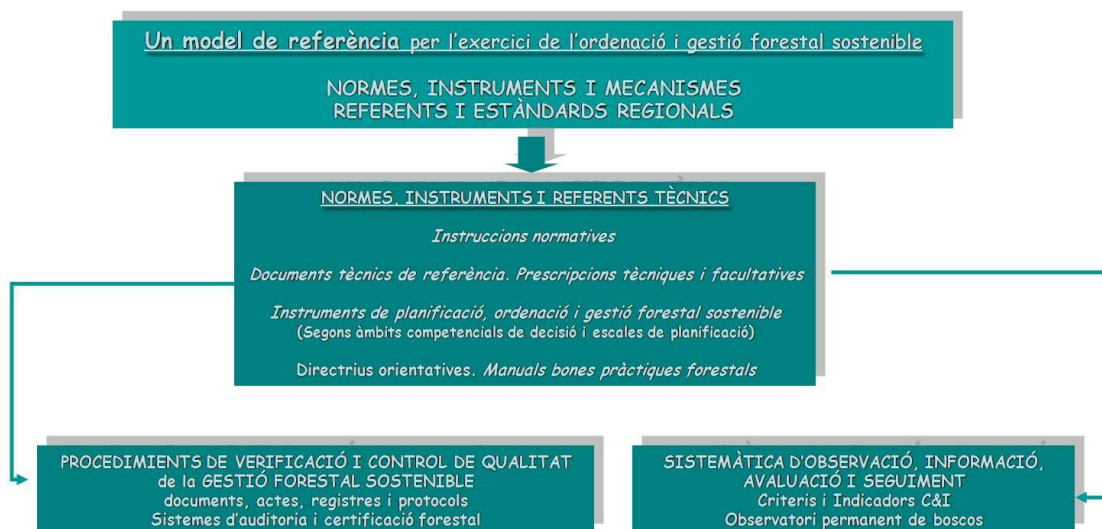 Un model de referència per l'exercici de l'ordenació i gestió forestal sostenible
NORMES, INSTRUMENTS I MECANISMES
REFERENTS I ESTÀNDARDS REGIONALS
NORMES, INSTRUMENTS I REFERENTS TÈCNICS
Instruccions normatives
Documents tècnics de referència. Prescripcions tècniques i facultatives
Instruments de planificació, ordenació i gestió forestal sostenible
(Segons àmbits competencials de decisió i escales de planificació)
Directrius orientatives. Manuals bones pràctiques forestals
PROCEDIMIENTS DE VERIFICACIÓ I CONTROL DE QUALITAT
de la GESTIÓ FORESTAL SOSTENIBLE
documents, actes, registres i protocols
Sistemes d'auditoria i certificació forestal
SISTEMÀTICA D'OBSERVACIÓ, INFORMACIÓ,
AVALUACIÓ I SEGUIMENT
Criteris i Indicadors C&I
Observatori permanent de boscos